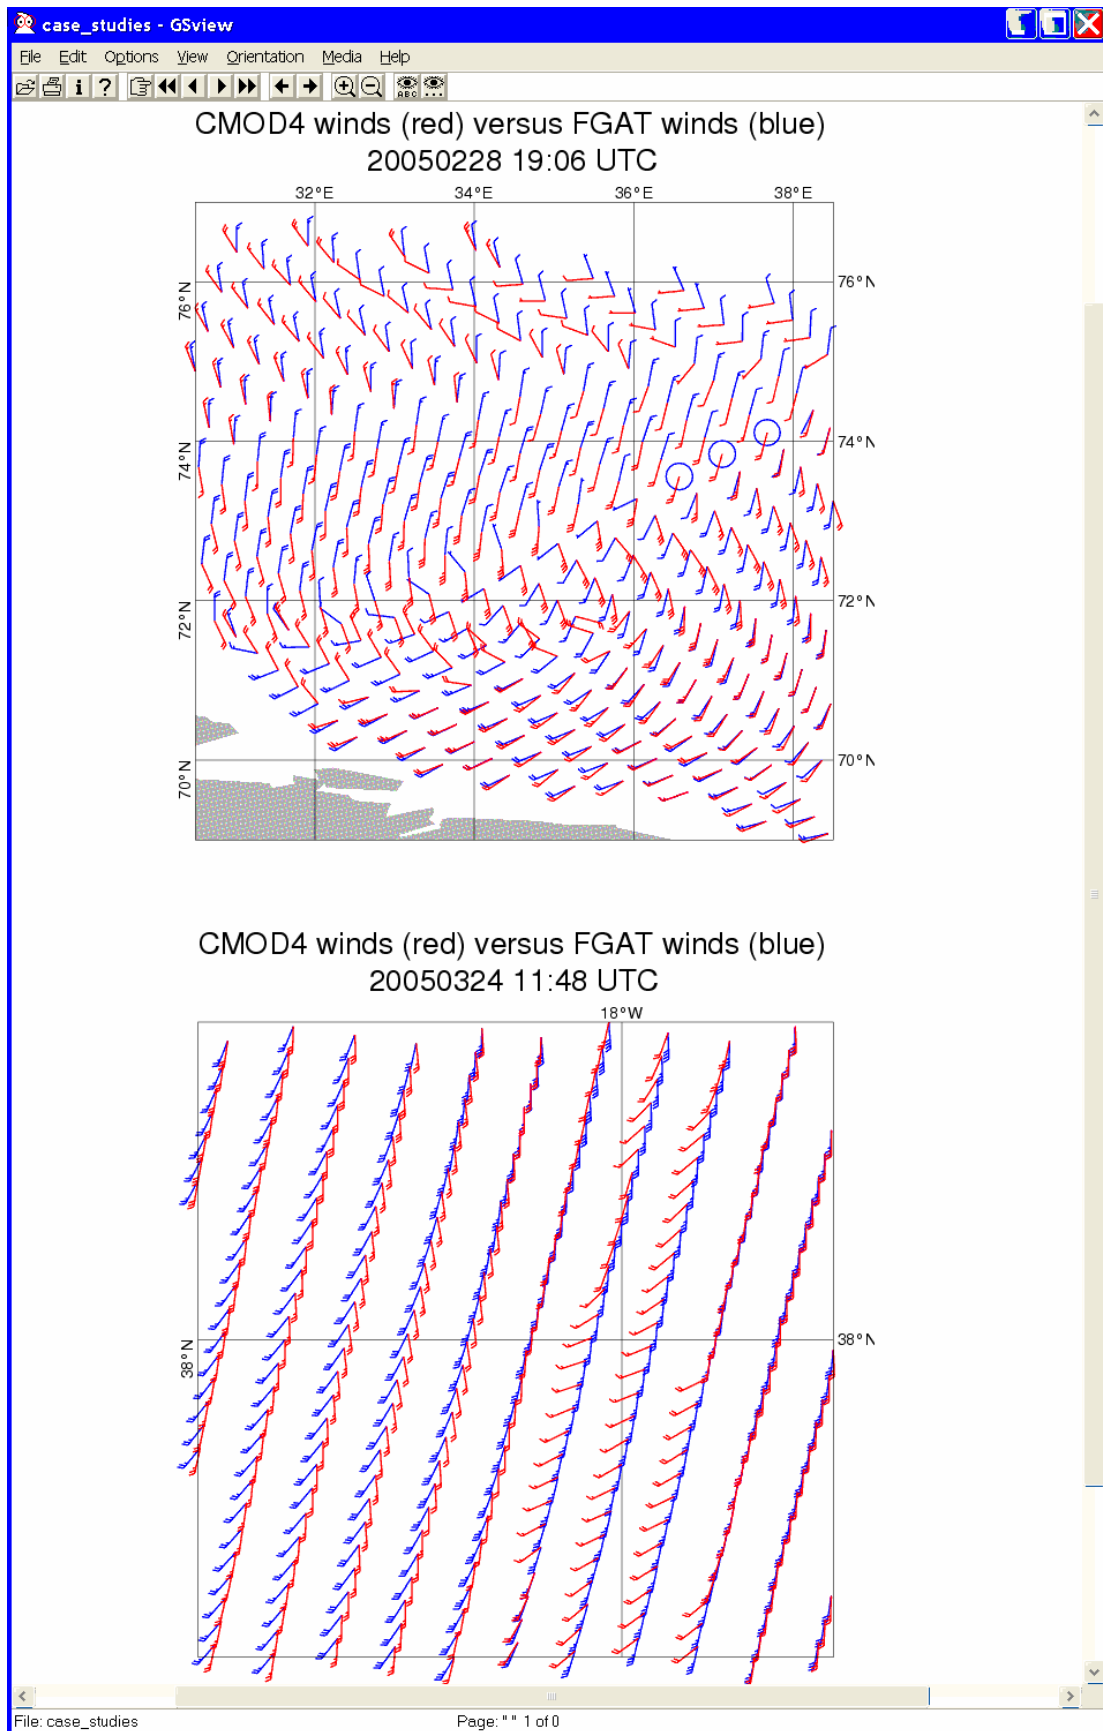 case_studies - GSview
File Edit Options View Orientation Media Help
i ? ABC
CMOD4 winds (red) versus FGAT winds (blue)
20050228 19:06 UTC
32°E 34°E 36°E 38°E
76°N 76°N
74°N 74°N
72°N 72°N
70°N 70°N
CMOD4 winds (red) versus FGAT winds (blue)
20050324 11:48 UTC
18°W
38°N 38°N
File: case_studies Page: "" 1 of 0